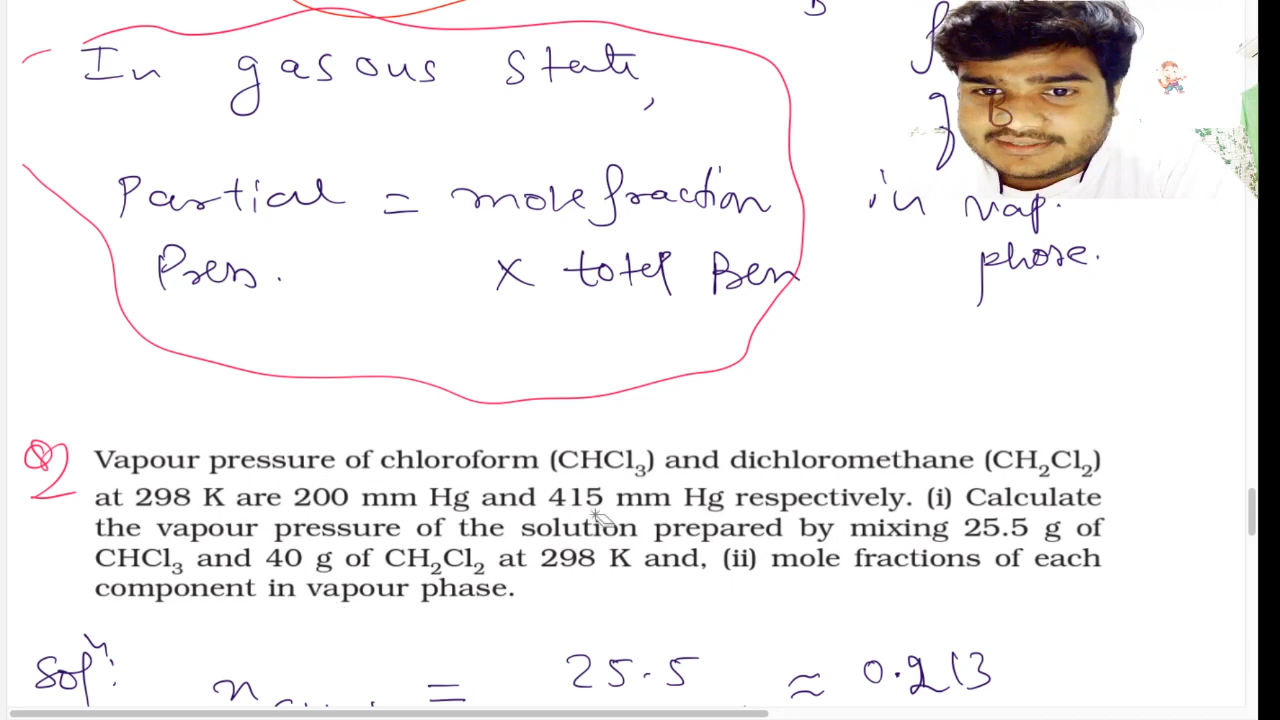 B
In gasous state,
Partial = mole fraction in vap.
Press. X total phase.
Q2 Vapour pressure of chloroform (CHCl₃) and dichloromethane (CH₂Cl₂)
at 298 K are 200 mm Hg and 415 mm Hg respectively. (i) Calculate
the vapour pressure of the solution prepared by mixing 25.5 g of
CHCl₃ and 40 g of CH₂Cl₂ at 298 K and, (ii) mole fractions of each
component in vapour phase.
Solⁿ: n = 25.5 ≈ 0.213